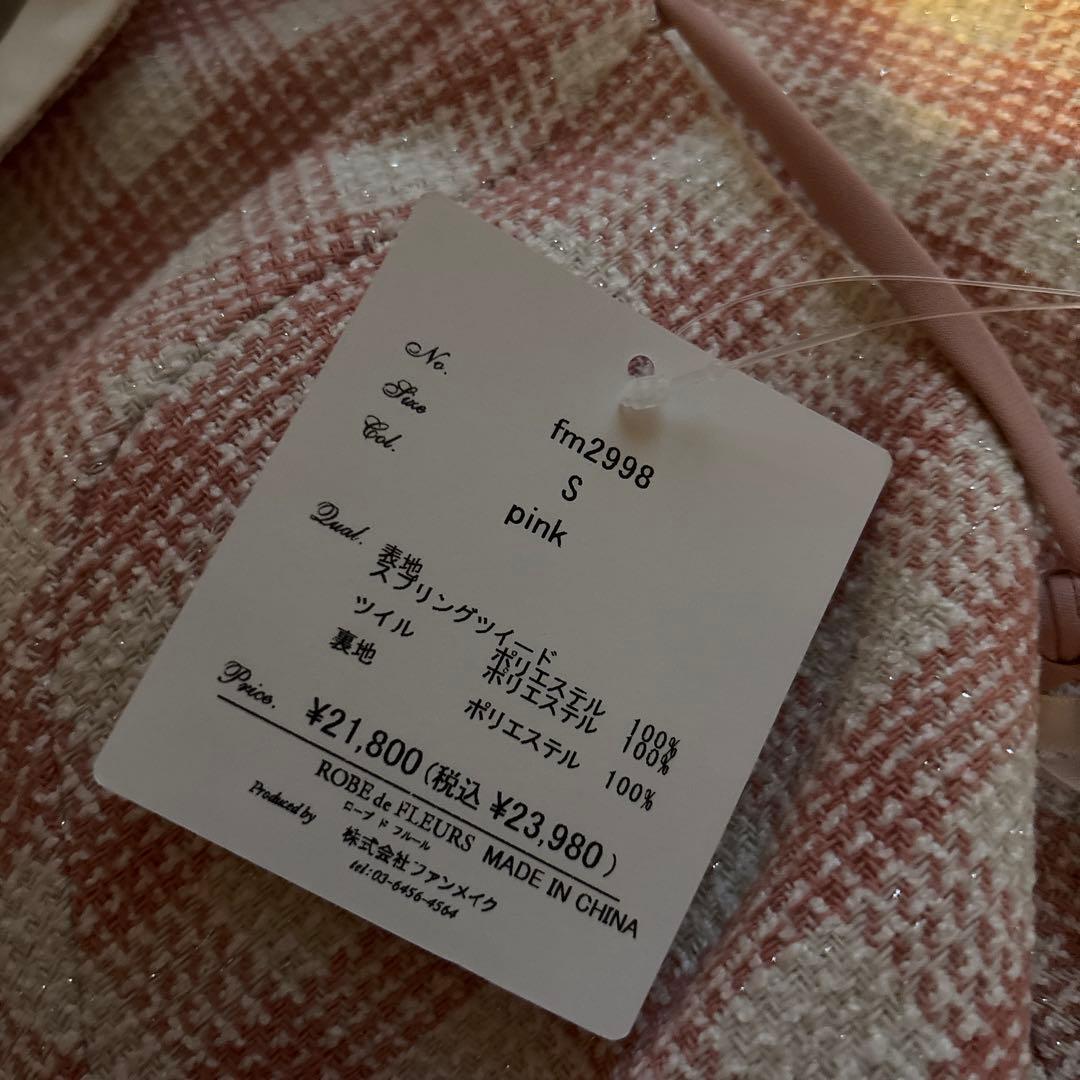 No. fm2998
Size S
Col. pink
Qual. 表地
スプリングツイード
ポリエステル 100%
ツイル ポリエステル 100%
裏地 ポリエステル 100%
Price. ¥21,800(税込 ¥23,980)
ROBE de FLEURS MADE IN CHINA
ローブ ド フルール
Produced by 株式会社ファンメイク
tel:03-6456-4564